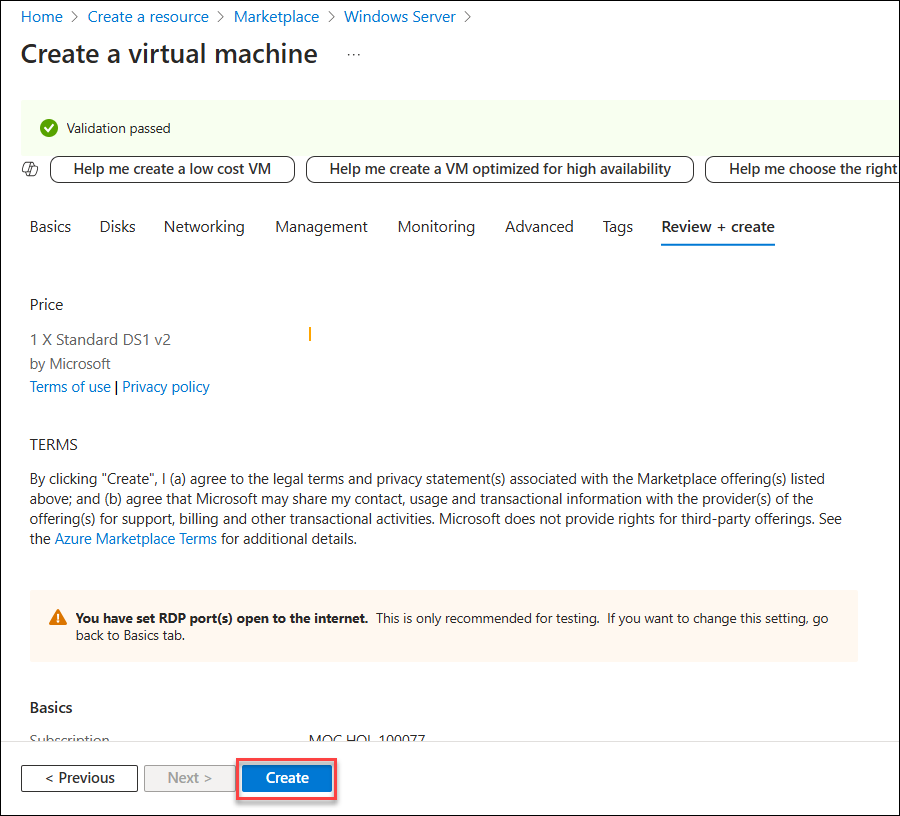 Home > Create a resource > Marketplace > Windows Server >
Create a virtual machine ...
Validation passed
Help me create a low cost VM Help me create a VM optimized for high availability Help me choose the right
Basics Disks Networking Management Monitoring Advanced Tags Review + create
Price
1 X Standard DS1 v2
by Microsoft
Terms of use | Privacy policy
TERMS
By clicking "Create", I (a) agree to the legal terms and privacy statement(s) associated with the Marketplace offering(s) listed
above; and (b) agree that Microsoft may share my contact, usage and transactional information with the provider(s) of the
offering(s) for support, billing and other transactional activities. Microsoft does not provide rights for third-party offerings. See
the Azure Marketplace Terms for additional details.
You have set RDP port(s) open to the internet. This is only recommended for testing. If you want to change this setting, go
back to Basics tab.
Basics
Subscription MOC HOL 100077
< Previous Next > Create